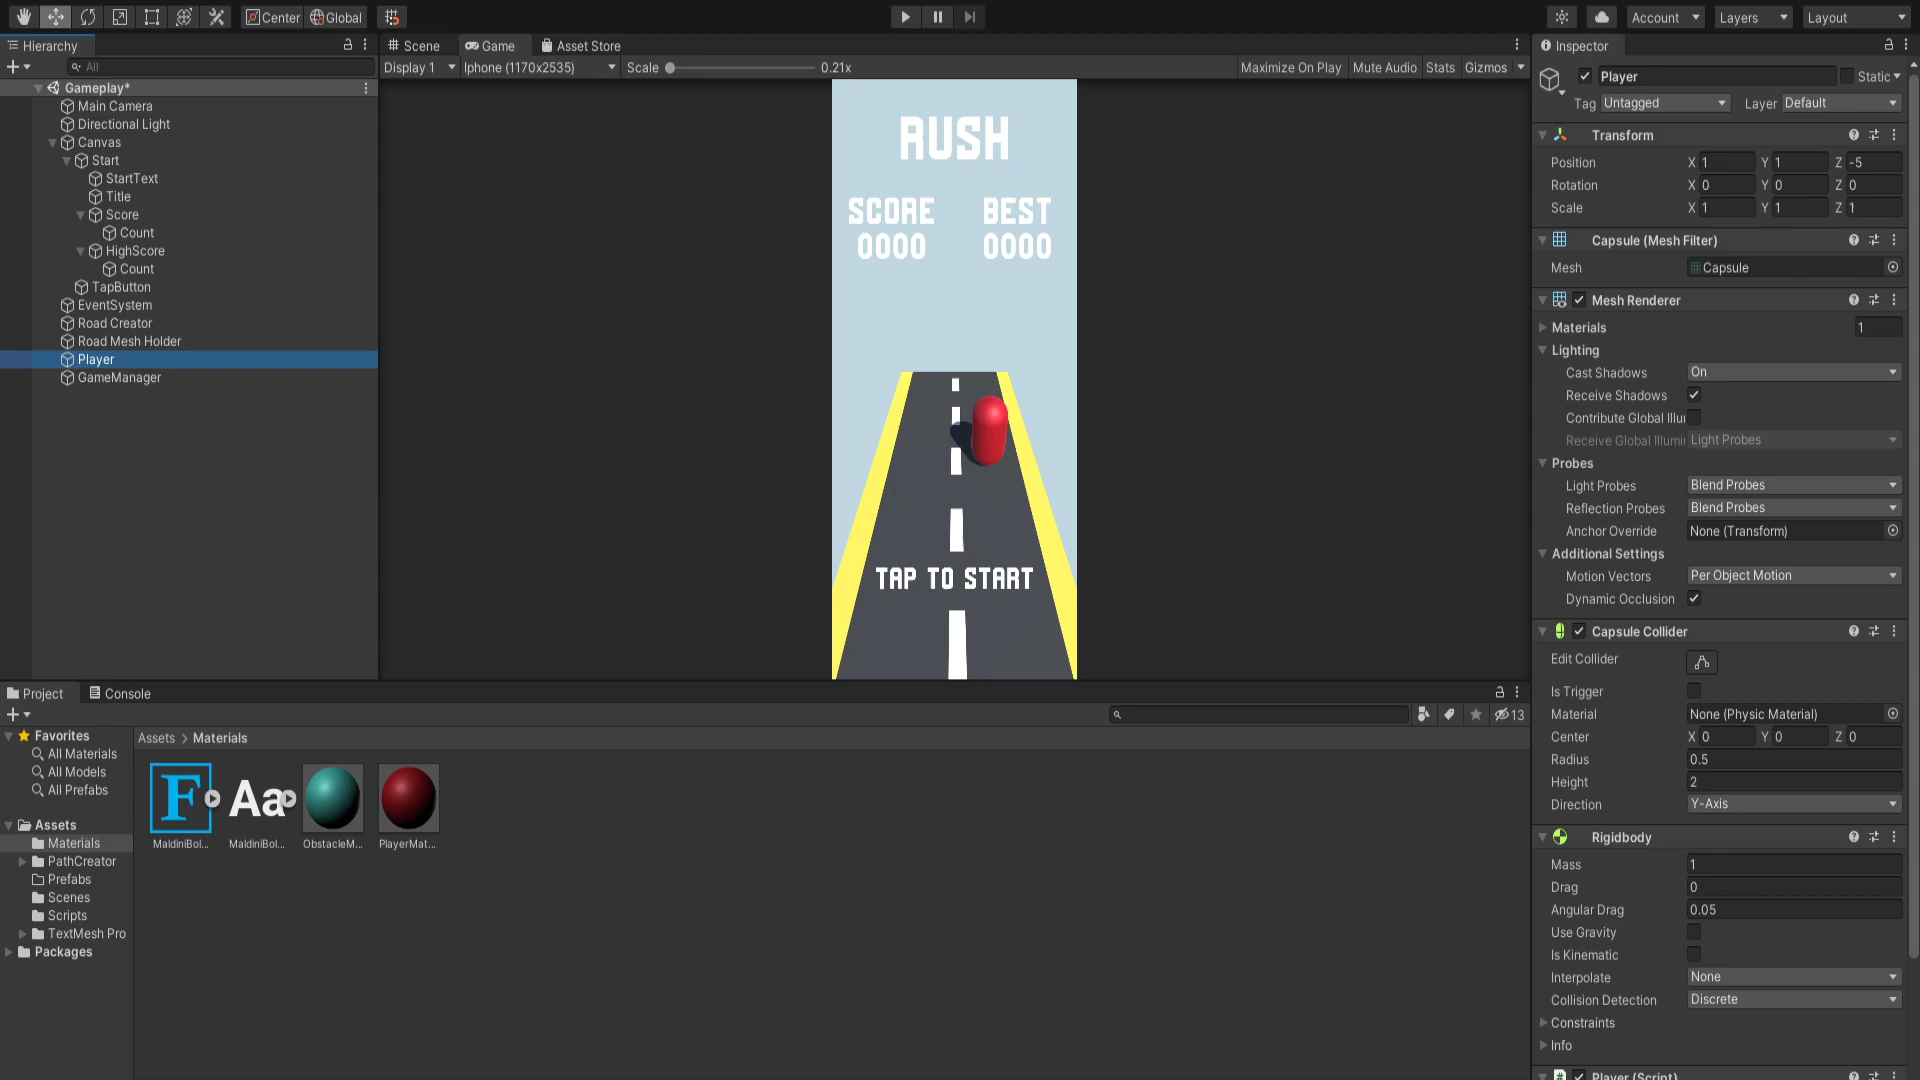 Center
Global
Account
Layers
Layout
Hierarchy
All
Gameplay*
Main Camera
Directional Light
Canvas
Start
StartText
Title
Score
Count
HighScore
Count
TapButton
EventSystem
Road Creator
Road Mesh Holder
Player
GameManager
Scene
Game
Asset Store
Display 1
Iphone (1170x2535)
Scale
0.21x
Maximize On Play
Mute Audio
Stats
Gizmos
RUSH
SCORE BEST
0000 0000
TAP TO START
Project
Console
13
Favorites
All Materials
All Models
All Prefabs
Assets
Materials
PathCreator
Prefabs
Scenes
Scripts
TextMesh Pro
Packages
Assets > Materials
F
Aa
MaldiniBol...
MaldiniBol...
ObstacleM...
PlayerMat...
Inspector
Player
Static
Tag Untagged Layer Default
Transform
Position X 1 Y 1 Z -5
Rotation X 0 Y 0 Z 0
Scale X 1 Y 1 Z 1
Capsule (Mesh Filter)
Mesh Capsule
Mesh Renderer
Materials 1
Lighting
Cast Shadows On
Receive Shadows
Contribute Global Illu
Receive Global Illumi Light Probes
Probes
Light Probes Blend Probes
Reflection Probes Blend Probes
Anchor Override None (Transform)
Additional Settings
Motion Vectors Per Object Motion
Dynamic Occlusion
Capsule Collider
Edit Collider
Is Trigger
Material None (Physic Material)
Center X 0 Y 0 Z 0
Radius 0.5
Height 2
Direction Y-Axis
Rigidbody
Mass 1
Drag 0
Angular Drag 0.05
Use Gravity
Is Kinematic
Interpolate None
Collision Detection Discrete
Constraints
Info
Player (Script)